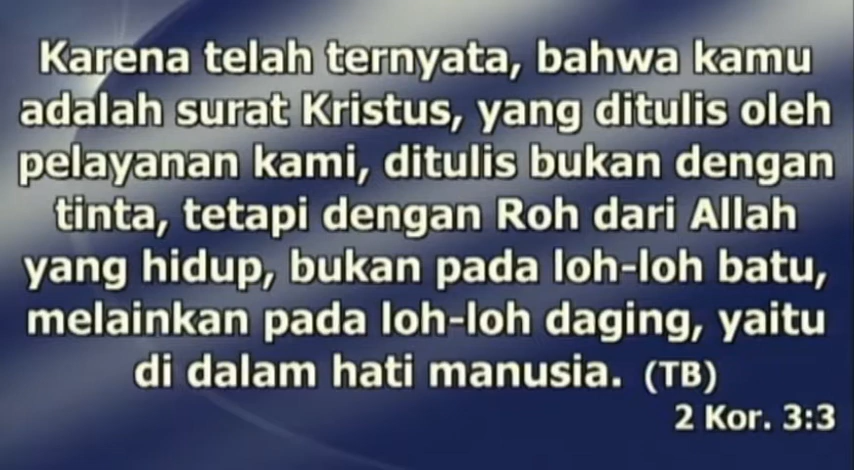 Karena telah ternyata, bahwa kamu
adalah surat Kristus, yang ditulis oleh
pelayanan kami, ditulis bukan dengan
tinta, tetapi dengan Roh dari Allah
yang hidup, bukan pada loh-loh batu,
melainkan pada loh-loh daging, yaitu
di dalam hati manusia. (TB)
2 Kor. 3:3